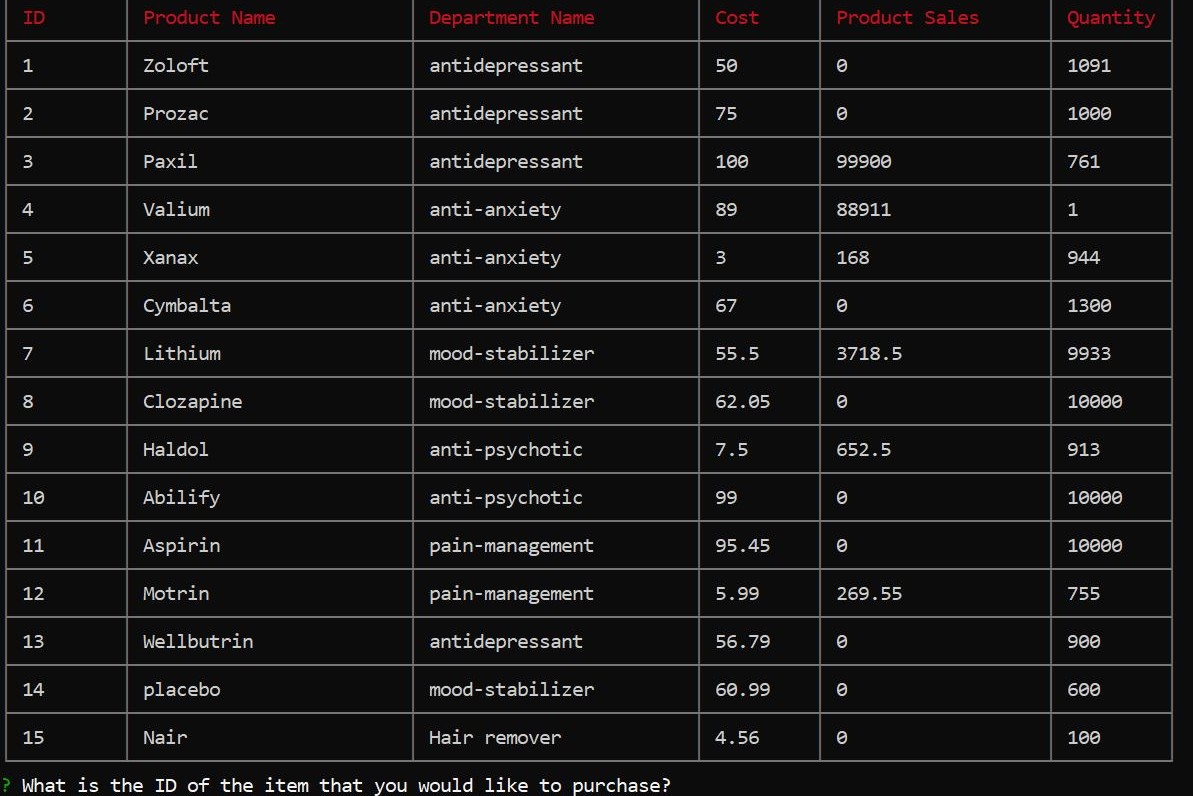 ID Product Name Department Name Cost Product Sales Quantity
1 Zoloft antidepressant 50 0 1091
2 Prozac antidepressant 75 0 1000
3 Paxil antidepressant 100 99900 761
4 Valium anti-anxiety 89 88911 1
5 Xanax anti-anxiety 3 168 944
6 Cymbalta anti-anxiety 67 0 1300
7 Lithium mood-stabilizer 55.5 3718.5 9933
8 Clozapine mood-stabilizer 62.05 0 10000
9 Haldol anti-psychotic 7.5 652.5 913
10 Abilify anti-psychotic 99 0 10000
11 Aspirin pain-management 95.45 0 10000
12 Motrin pain-management 5.99 269.55 755
13 Wellbutrin antidepressant 56.79 0 900
14 placebo mood-stabilizer 60.99 0 600
15 Nair Hair remover 4.56 0 100
? What is the ID of the item that you would like to purchase?